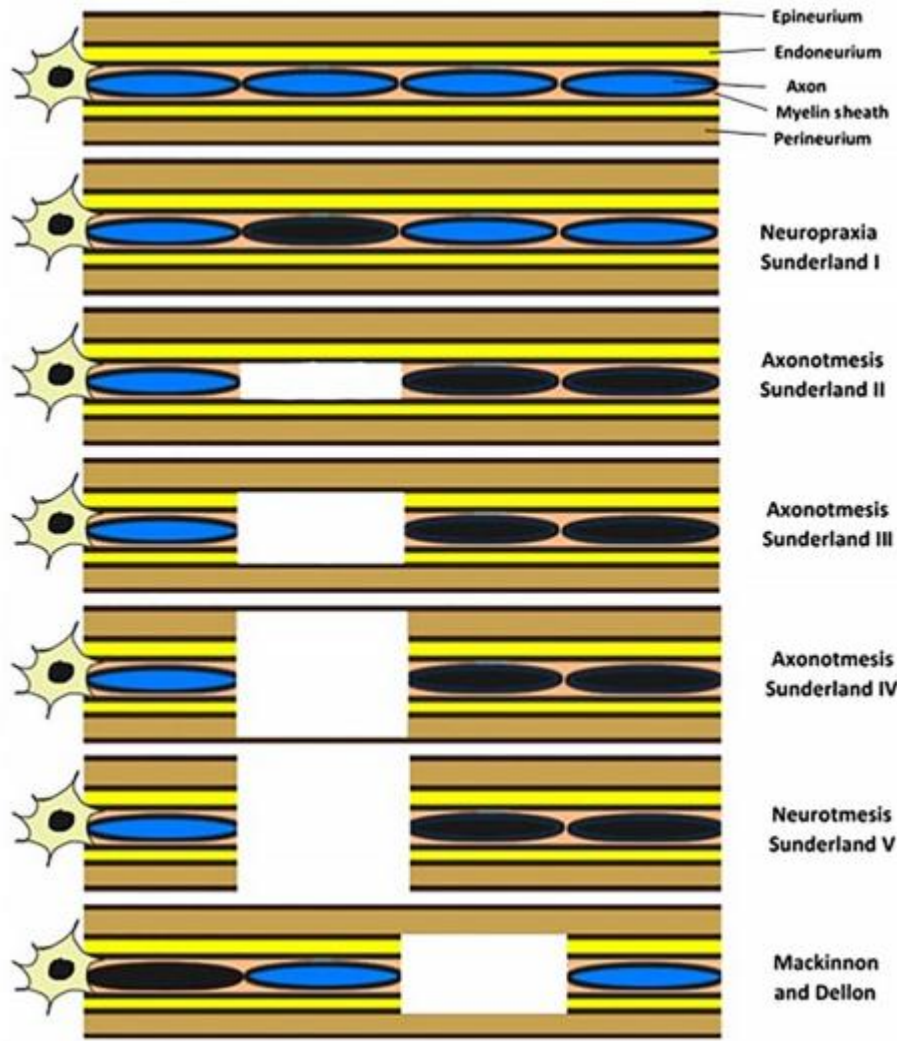 Epineurium
Endoneurium
Axon
Myelin sheath
Perineurium
Neuropraxia
Sunderland I
Axonotmesis
Sunderland II
Axonotmesis
Sunderland III
Axonotmesis
Sunderland IV
Neurotmesis
Sunderland V
Mackinnon
and Dellon